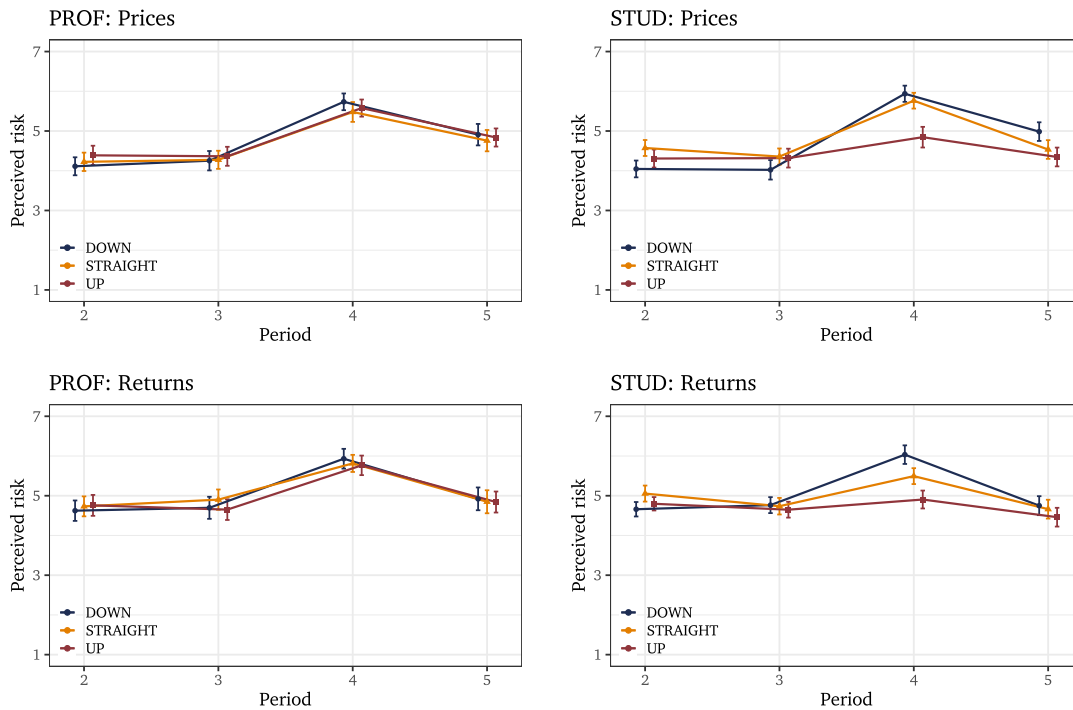 PROF: Prices
7
5
3
1
Perceived risk
DOWN
STRAIGHT
UP
2 3 4 5
Period
STUD: Prices
7
5
3
1
Perceived risk
DOWN
STRAIGHT
UP
2 3 4 5
Period
PROF: Returns
7
5
3
1
Perceived risk
DOWN
STRAIGHT
UP
2 3 4 5
Period
STUD: Returns
7
5
3
1
Perceived risk
DOWN
STRAIGHT
UP
2 3 4 5
Period